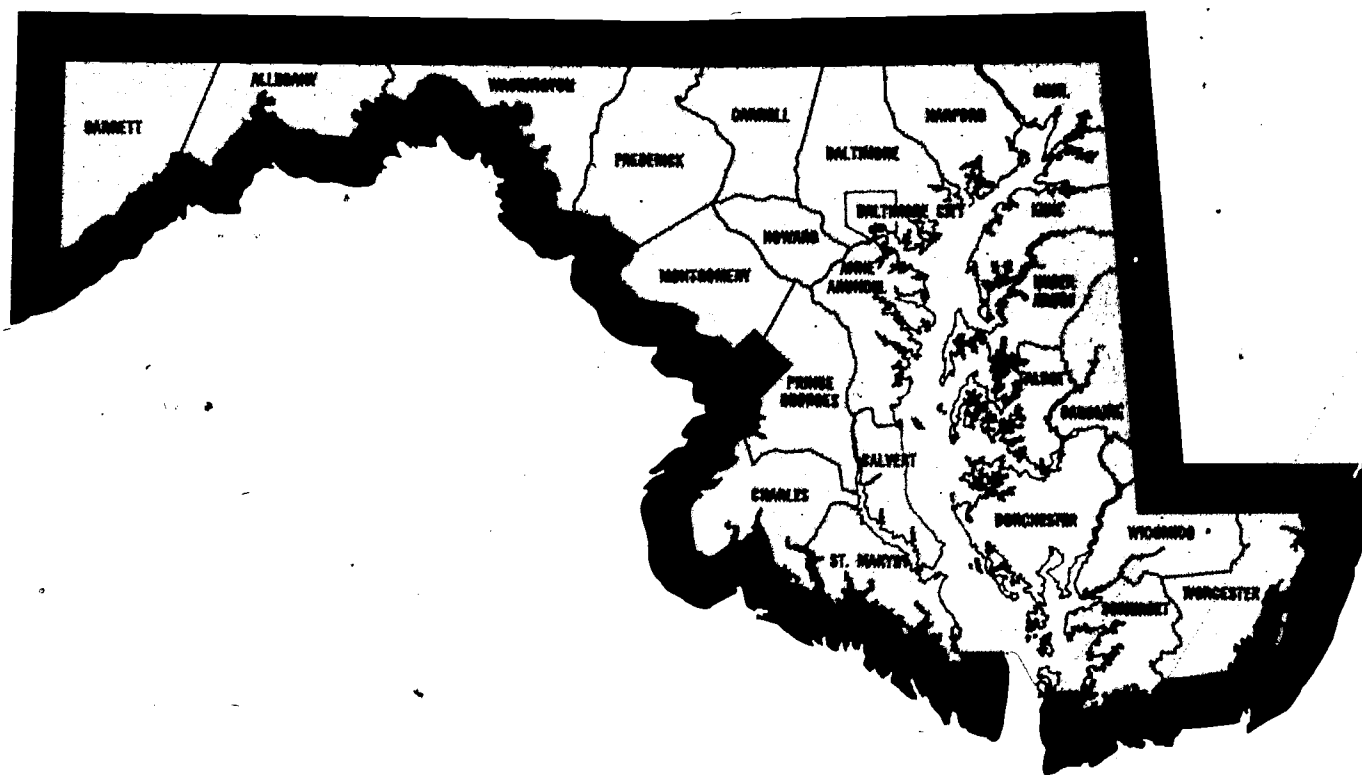 GARRETT
ALLEGANY
WASHINGTON
FREDERICK
CARROLL
BALTIMORE
HARFORD
CECIL
BALTIMORE CITY
KENT
HOWARD
MONTGOMERY
ANNE
ARUNDEL
QUEEN
ANNES
PRINCE
GEORGES
TALBOT
CAROLINE
CALVERT
CHARLES
DORCHESTER
WICOMICO
ST. MARYS
SOMERSET
WORCESTER